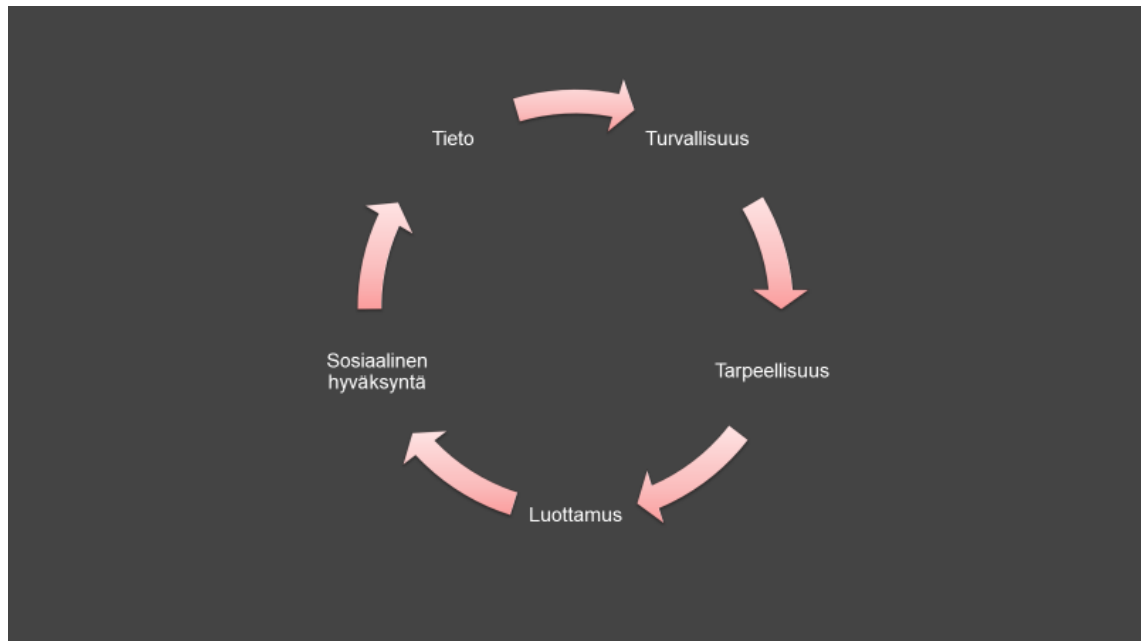 Tieto
Turvallisuus
Tarpeellisuus
Luottamus
Sosiaalinen
hyväksyntä